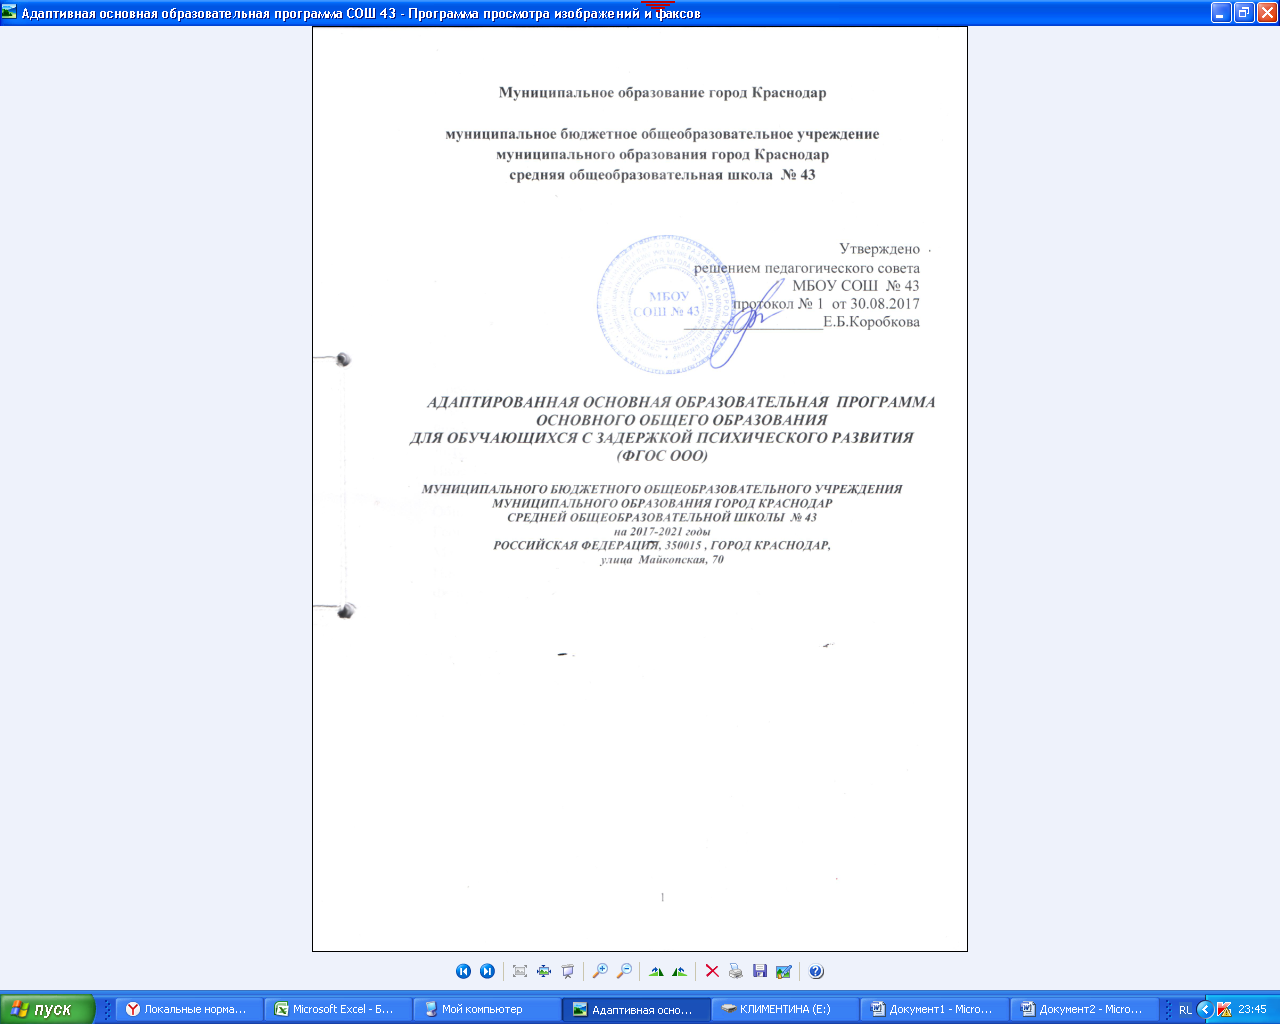 Адаптивная основная образовательная программа СОШ 43 - Программа просмотра изображений и факсов
Муниципальное образование город Краснодар
муниципальное бюджетное общеобразовательное учреждение
муниципального образования город Краснодар
средняя общеобразовательная школа № 43
Утверждено
решением педагогического совета
МБОУ СОШ № 43
протокол № 1 от 30.08.2017
Е.Б.Коробкова
МБОУ
СОШ № 43
АДАПТИРОВАННАЯ ОСНОВНАЯ ОБРАЗОВАТЕЛЬНАЯ ПРОГРАММА
ОСНОВНОГО ОБЩЕГО ОБРАЗОВАНИЯ
ДЛЯ ОБУЧАЮЩИХСЯ С ЗАДЕРЖКОЙ ПСИХИЧЕСКОГО РАЗВИТИЯ
(ФГОС ООО)
МУНИЦИПАЛЬНОГО БЮДЖЕТНОГО ОБЩЕОБРАЗОВАТЕЛЬНОГО УЧРЕЖДЕНИЯ
МУНИЦИПАЛЬНОГО ОБРАЗОВАНИЯ ГОРОД КРАСНОДАР
СРЕДНЕЙ ОБЩЕОБРАЗОВАТЕЛЬНОЙ ШКОЛЫ № 43
на 2017-2021 годы
РОССИЙСКАЯ ФЕДЕРАЦИЯ, 350015 , ГОРОД КРАСНОДАР,
улица Майкопская, 70
1
пуск
Локальные норма...
Microsoft Excel - Б...
Мой компьютер
Адаптивная осно...
КЛИМЕНТИНА (E:)
Документ1 - Micro...
Документ2 - Micro...
RL
23:45